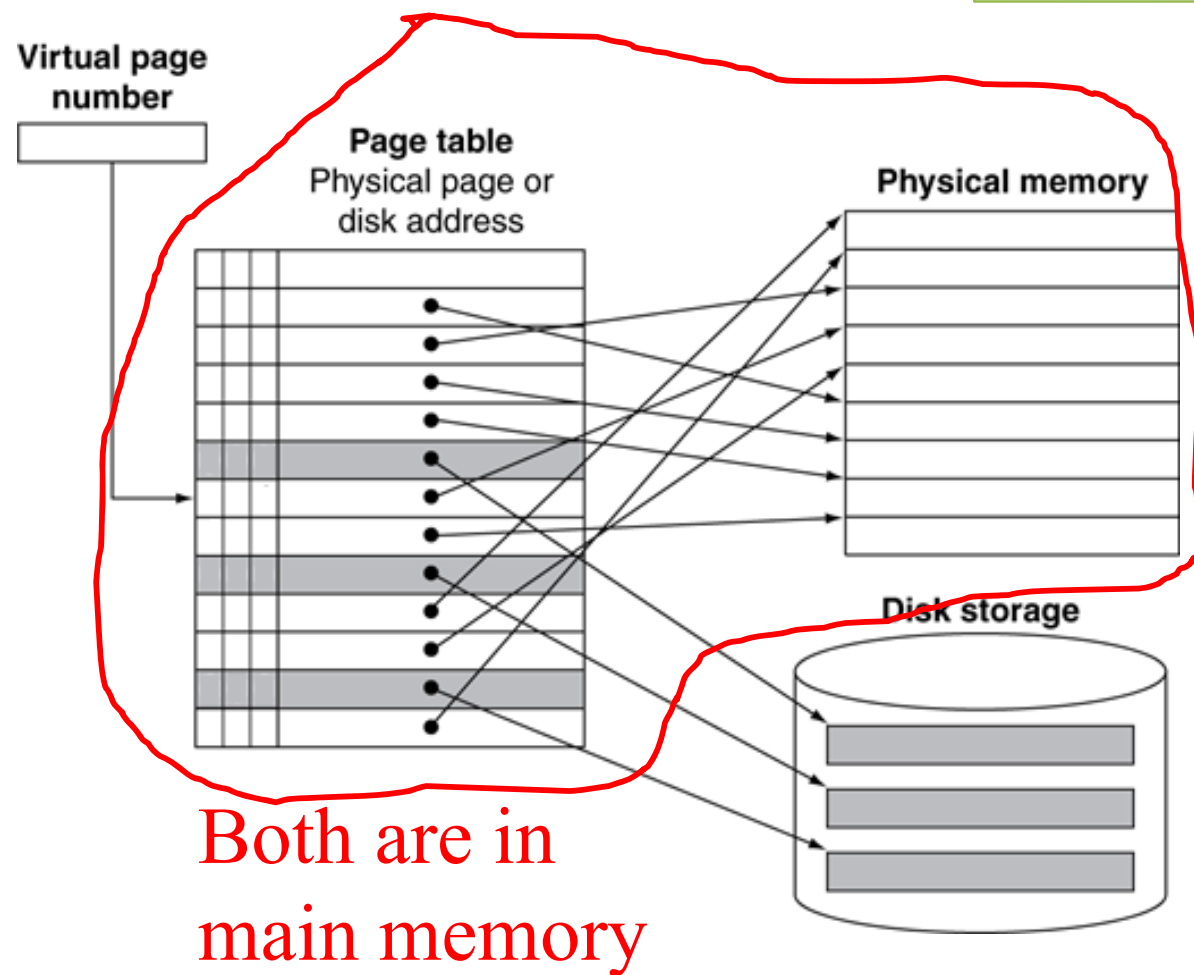 Virtual page
number
Page table
Physical page or
disk address
Physical memory
Disk storage
Both are in
main memory